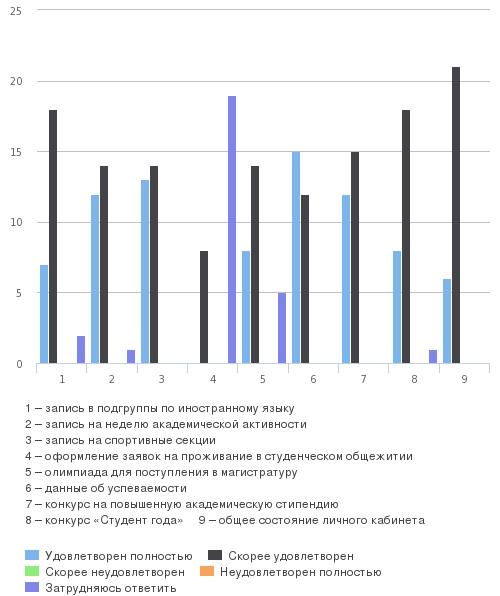 25
20
15
10
5
0
1 2 3 4 5 6 7 8 9
1 – запись в подгруппы по иностранному языку
2 – запись на неделю академической активности
3 – запись на спортивные секции
4 – оформление заявок на проживание в студенческом общежитии
5 – олимпиада для поступления в магистратуру
6 – данные об успеваемости
7 – конкурс на повышенную академическую стипендию
8 – конкурс «Студент года» 9 – общее состояние личного кабинета
Удовлетворен полностью Скорее удовлетворен
Скорее неудовлетворен Неудовлетворен полностью
Затрудняюсь ответить